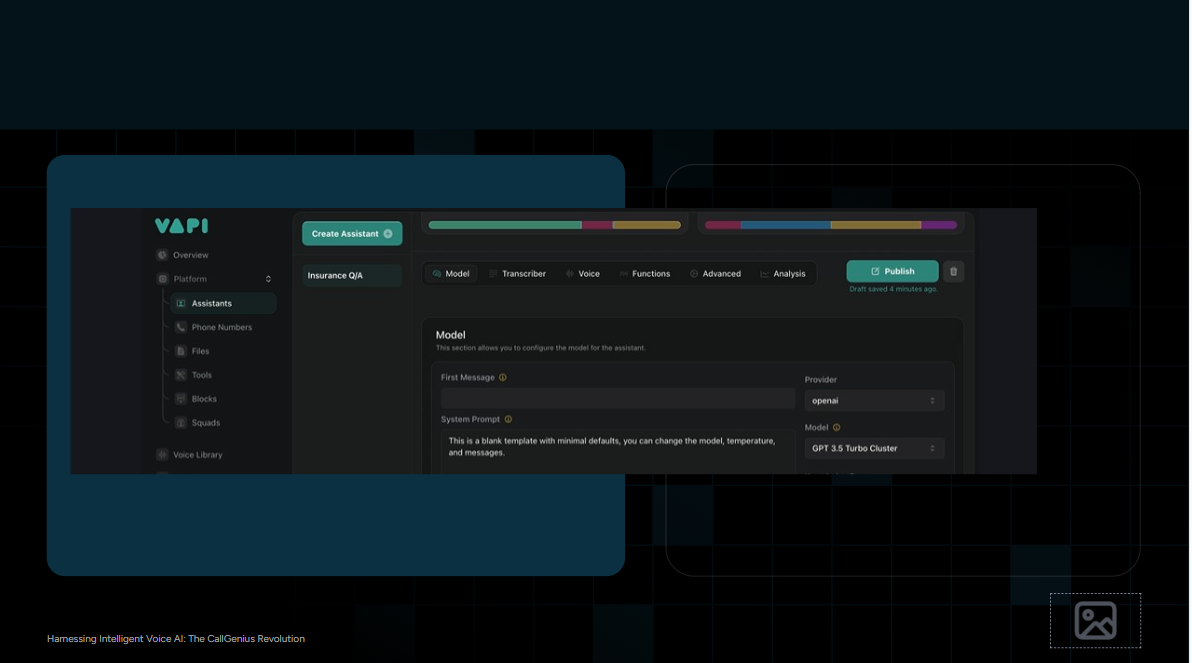 VAPI
Overview
Platform
Assistants
Phone Numbers
Files
Tools
Blocks
Squads
Voice Library
Create Assistant
Insurance Q/A
Model
Transcriber
Voice
Functions
Advanced
Analysis
Publish
Draft saved 4 minutes ago.
Model
This section allows you to configure the model for the assistant.
First Message
System Prompt
This is a blank template with minimal defaults, you can change the model, temperature,
and messages.
Provider
openai
Model
GPT 3.5 Turbo Cluster
Harnessing Intelligent Voice AI: The CallGenius Revolution